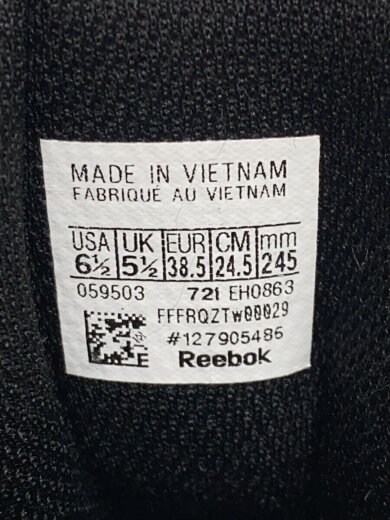 MADE IN VIETNAM
FABRIQUÉ AU VIETNAM
USA UK EUR CM mm
6½ 5½ 38.5 24.5 245
059503 721 EH0863
FFFRQZTW00029
#127905486
E Reebok